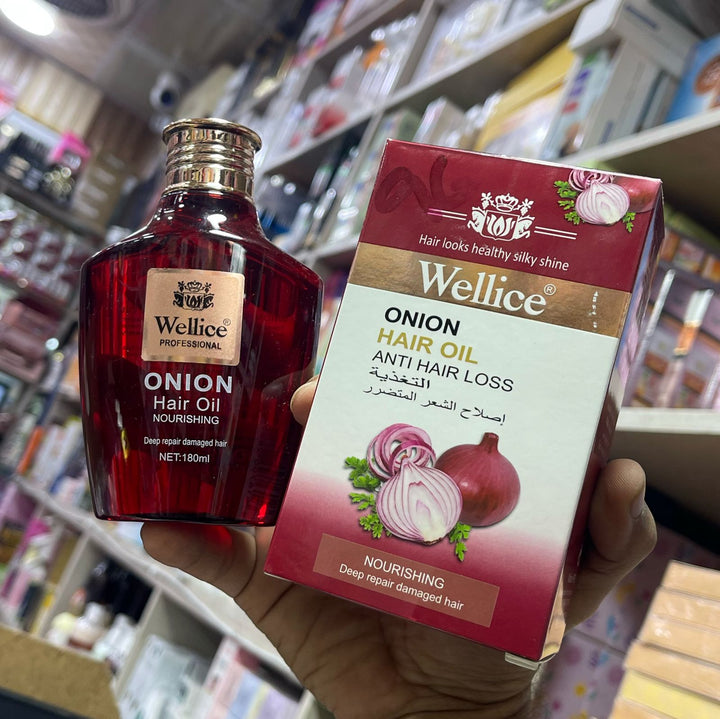 Wellice®
PROFESSIONAL
ONION
Hair Oil
NOURISHING
Deep repair damaged hair
NET:180ml
Hair looks healthy silky shine
Wellice®
ONION
HAIR OIL
ANTI HAIR LOSS
التغذية
إصلاح الشعر المتضرر
NOURISHING
Deep repair damaged hair